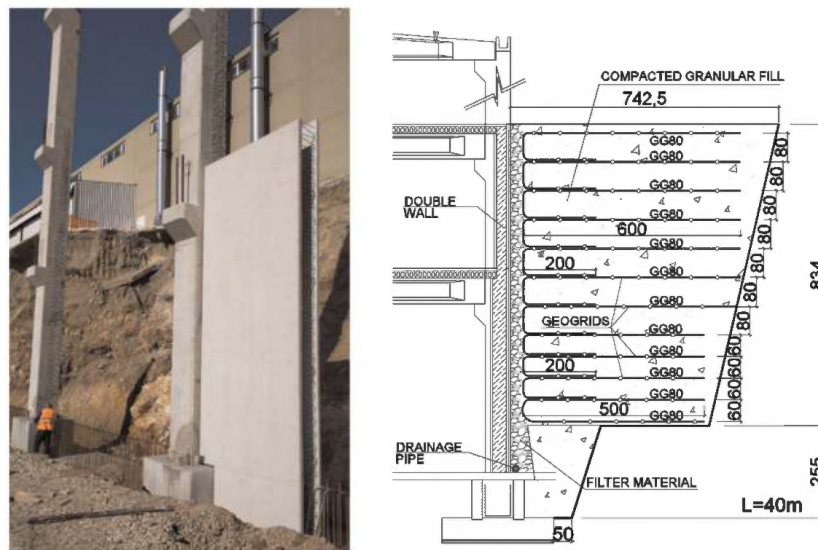 COMPACTED GRANULAR FILL
742,5
GG80
80
GG80
80
DOUBLE
WALL
GG80
80
GG80
80
600
GG80
80
200
GG80
80
834
GG80
GEOGRIDS
80
GG80
60
GG80
200
60
GG80
60
GG80
500
60
GG80
DRAINAGE
PIPE
FILTER MATERIAL
255
L=40m
50